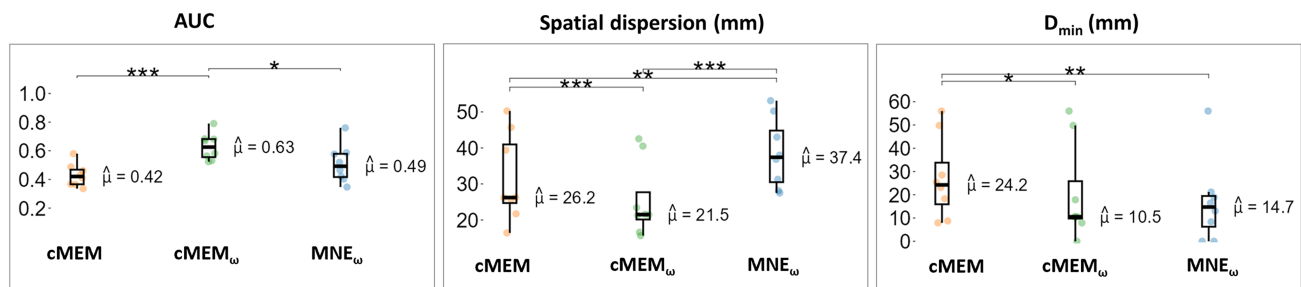 AUC
***
*
1.0
0.8
0.6
0.4
0.2
μ̂ = 0.42
μ̂ = 0.63
μ̂ = 0.49
cMEM
cMEMω
MNEω
Spatial dispersion (mm)
***
**
***
50
40
30
20
μ̂ = 26.2
μ̂ = 21.5
μ̂ = 37.4
cMEM
cMEMω
MNEω
Dmin (mm)
**
*
60
50
40
30
20
10
0
μ̂ = 24.2
μ̂ = 10.5
μ̂ = 14.7
cMEM
cMEMω
MNEω